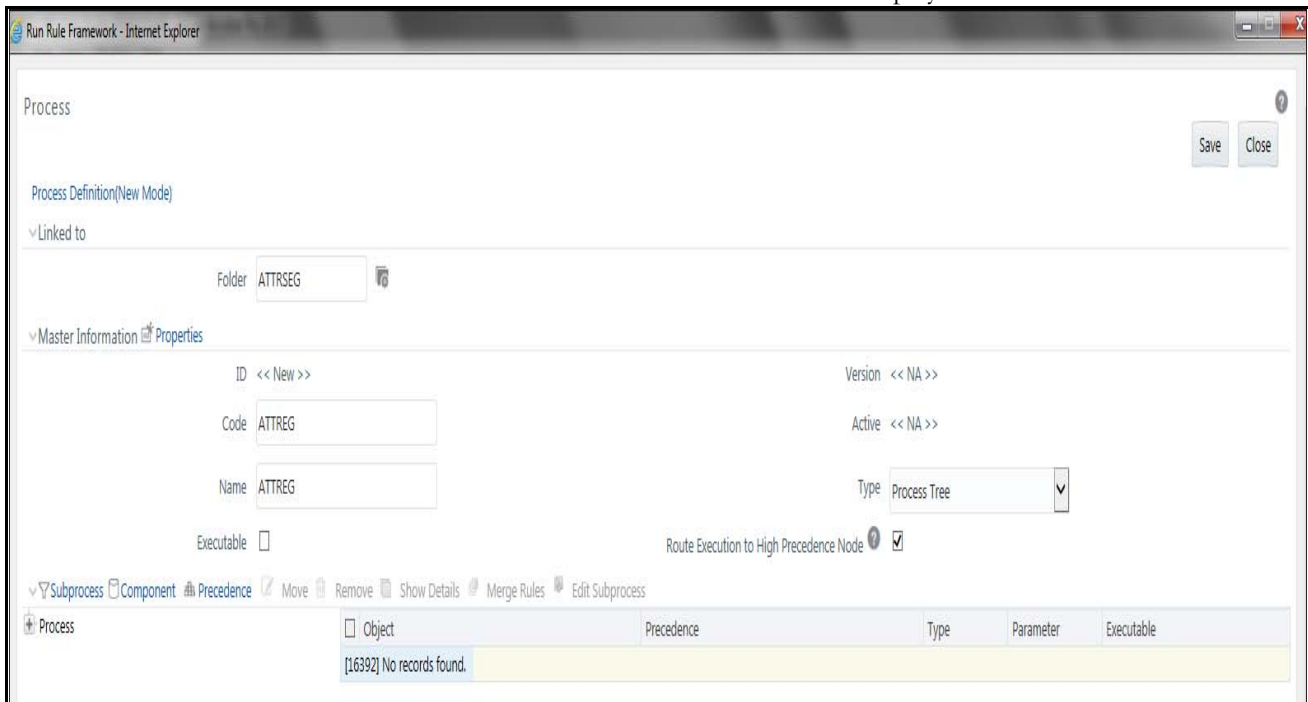 Run Rule Framework - Internet Explorer
Process
Save Close
Process Definition(New Mode)
Linked to
Folder ATTRSEG
Master Information Properties
ID << New >> Version << NA >>
Code ATTREG Active << NA >>
Name ATTREG Type Process Tree
Executable Route Execution to High Precedence Node
Subprocess Component Precedence Move Remove Show Details Merge Rules Edit Subprocess
Process Object Precedence Type Parameter Executable
[16392] No records found.